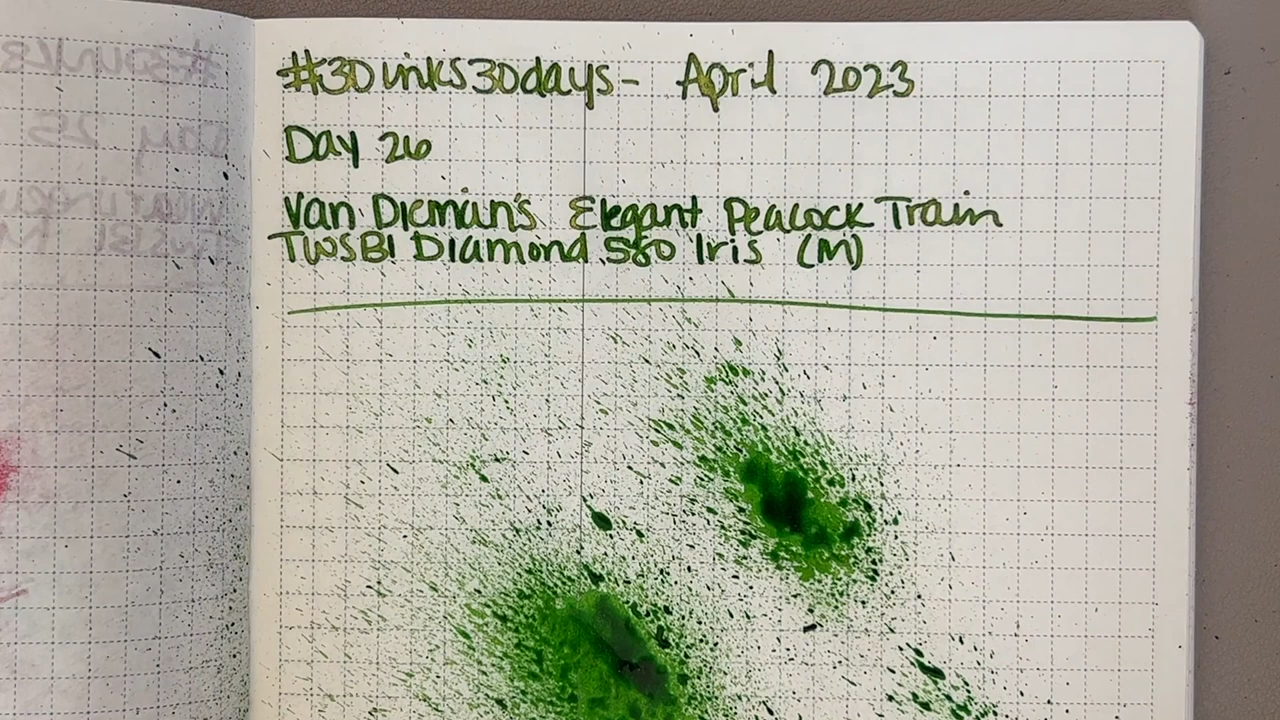 #30inks30days - April 2023
Day 26
Van Dieman's Elegant Peacock Train
TWSBI Diamond 580 Iris (M)